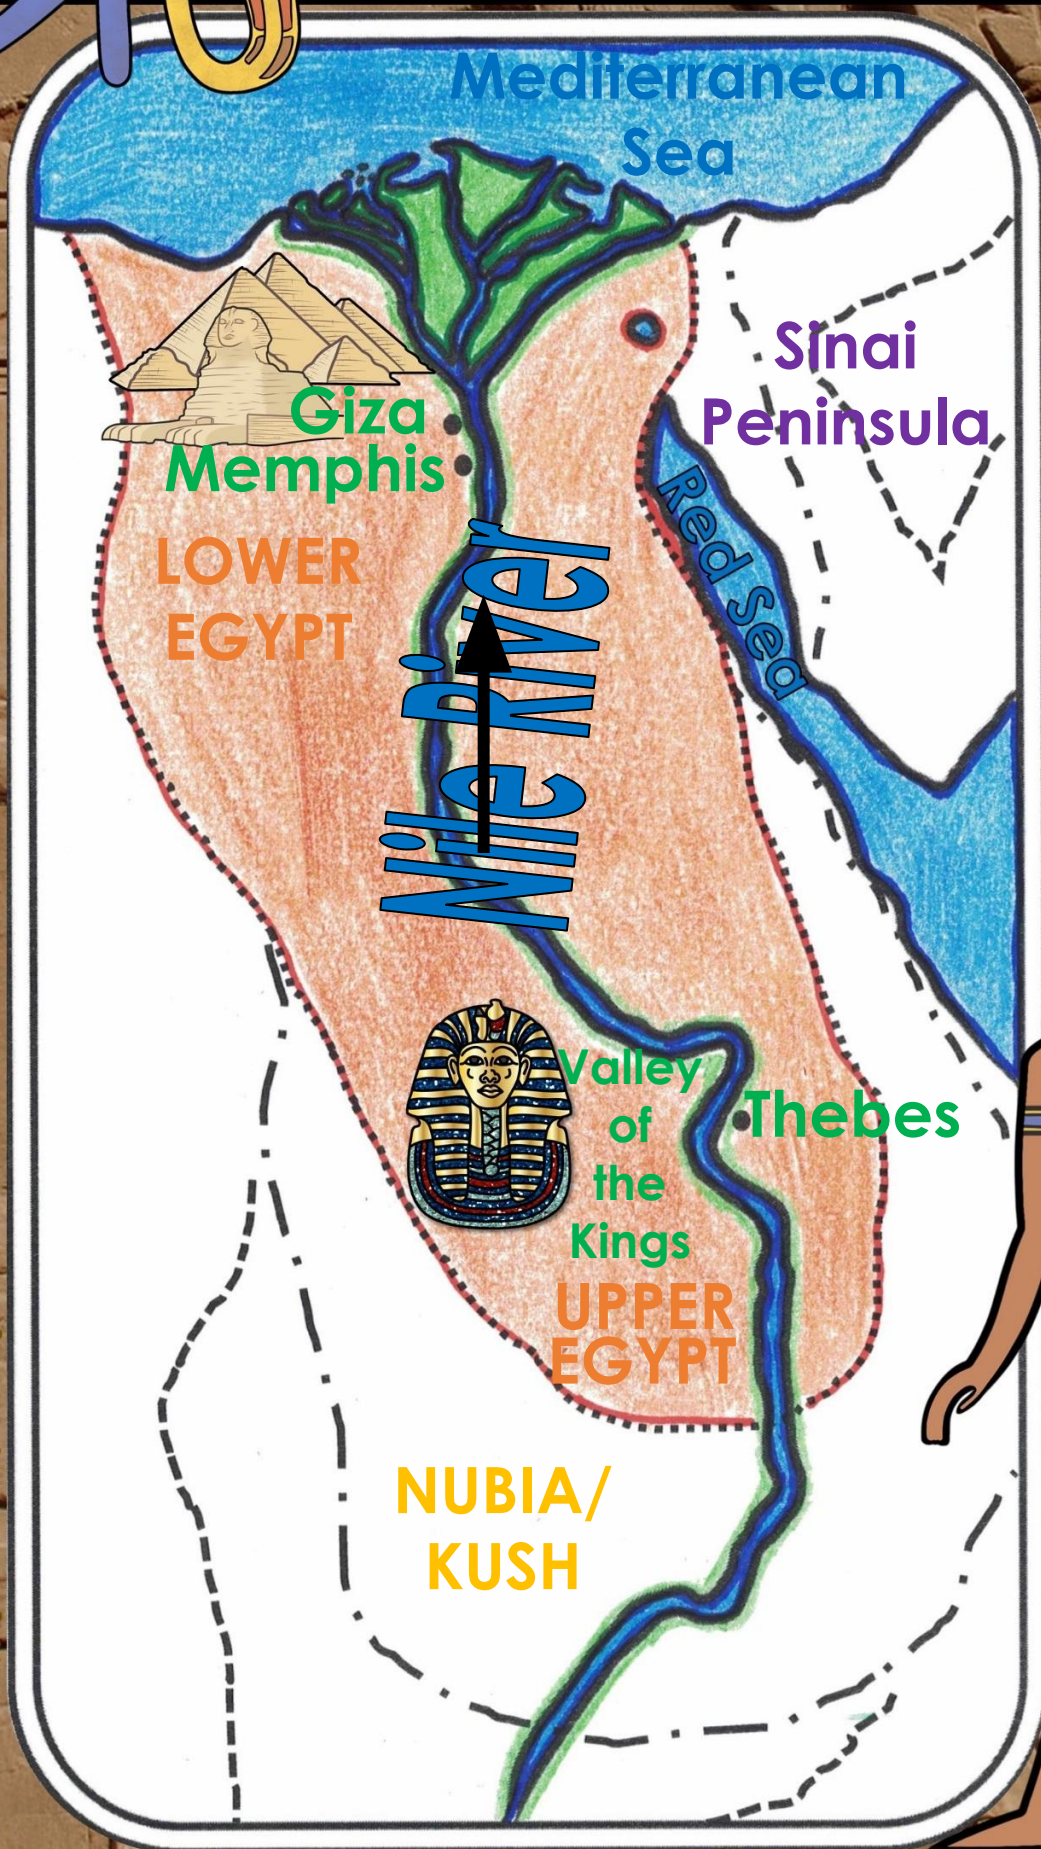 Mediterranean
Sea
Sinai
Peninsula
Giza
Memphis
Red Sea
LOWER
EGYPT
Nile River
Valley
of
the
Kings
Thebes
UPPER
EGYPT
NUBIA/
KUSH